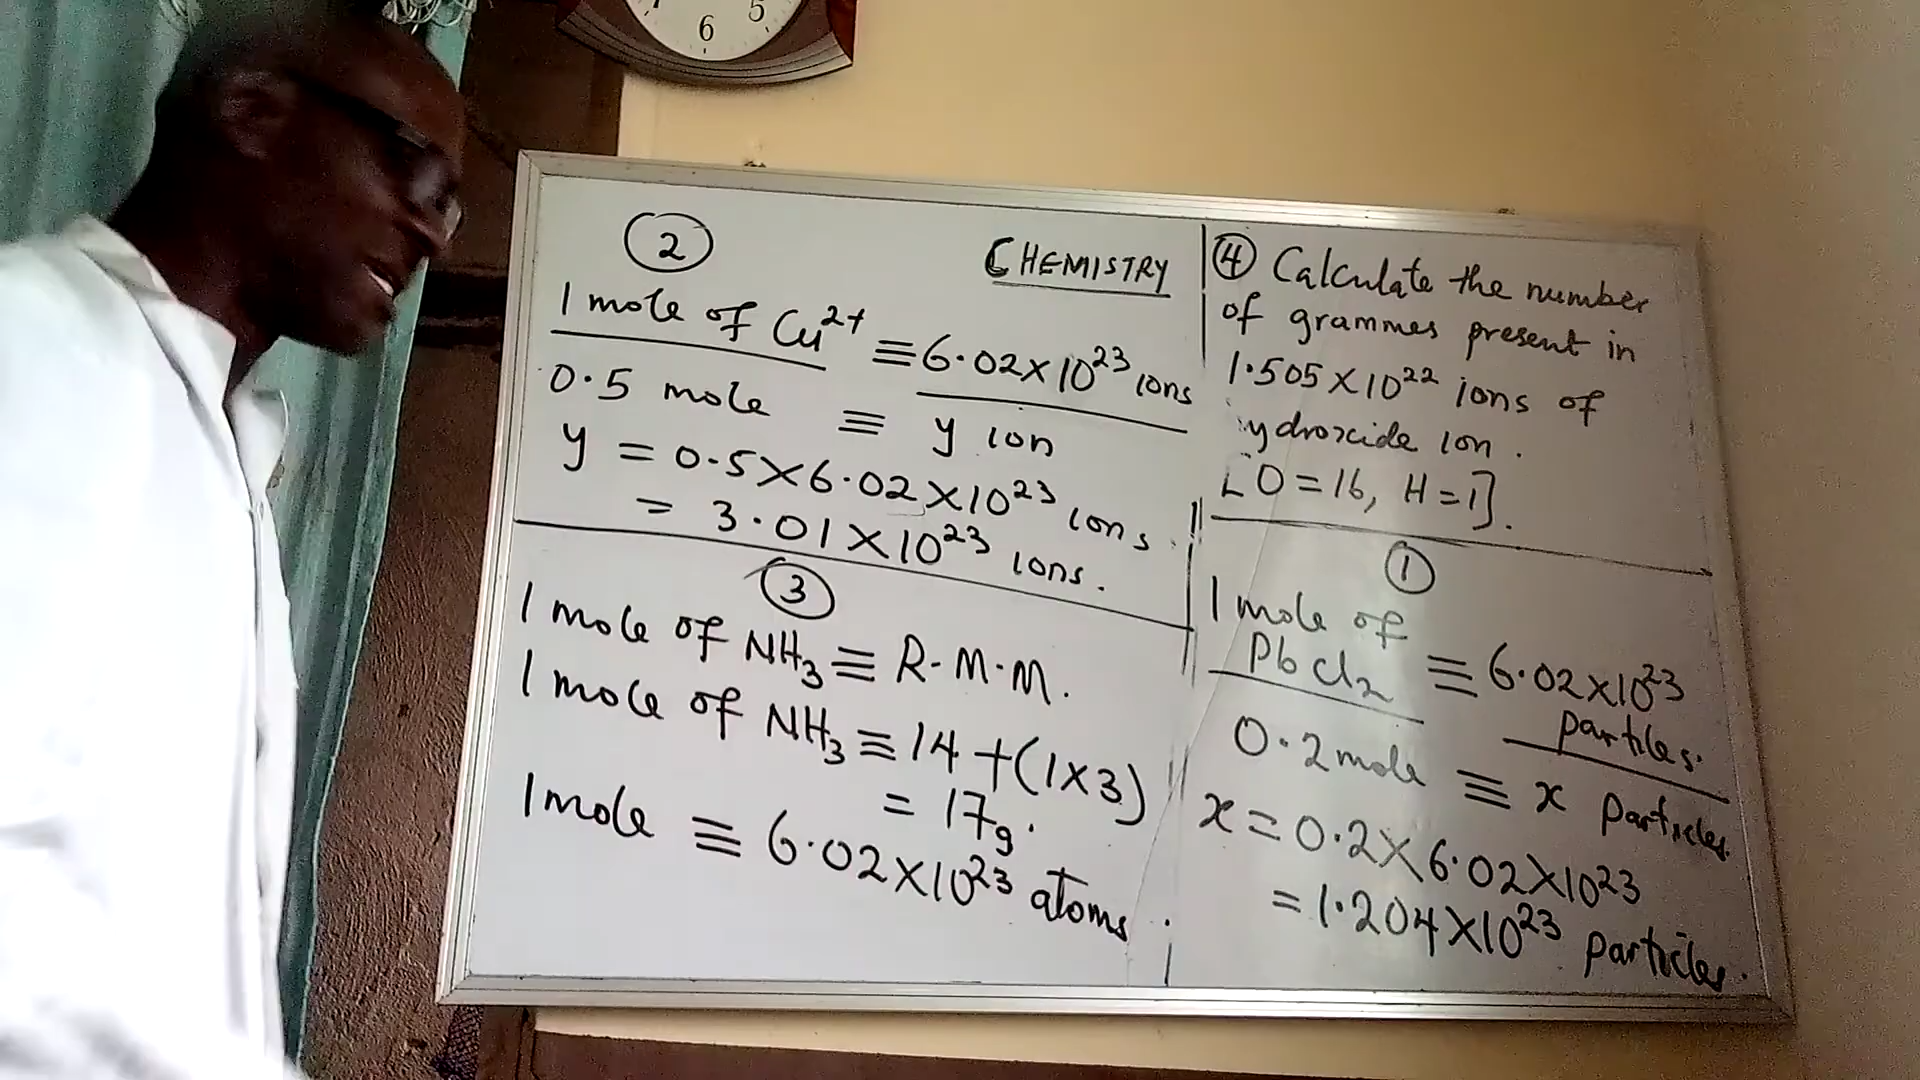 6 5
CHEMISTRY
②
1 mole of Cu²⁺ ≡ 6.02×10²³ ions
0.5 mole ≡ y ion
y = 0.5×6.02×10²³ ions
= 3.01×10²³ ions.
③
1 mole of NH₃ ≡ R.M.M.
1 mole of NH₃ ≡ 14+(1×3)
= 17g.
1 mole ≡ 6.02×10²³ atoms
④ Calculate the number
of grammes present in
1.505×10²² ions of
ydroxide ion.
[O=16, H=1].
①
1 mole of
PbCl₂ ≡ 6.02×10²³
partiles.
0.2 mole ≡ x particles
x = 0.2×6.02×10²³
= 1.204×10²³ particles.